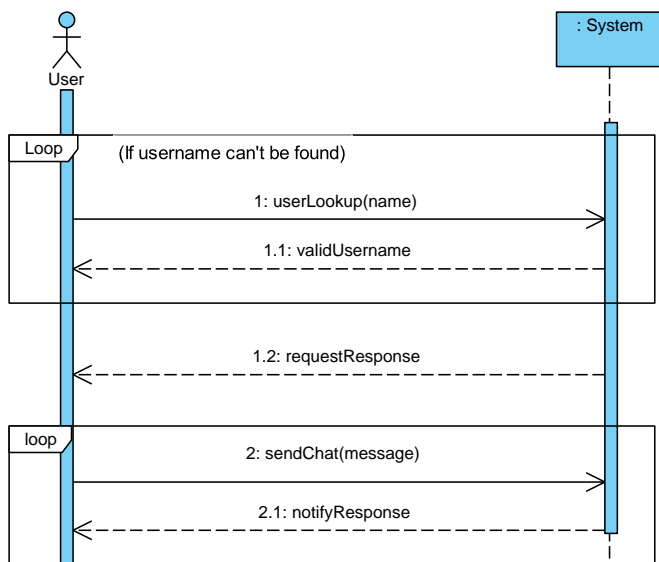 : System
User
Loop
(If username can't be found)
1: userLookup(name)
1.1: validUsername
1.2: requestResponse
loop
2: sendChat(message)
2.1: notifyResponse